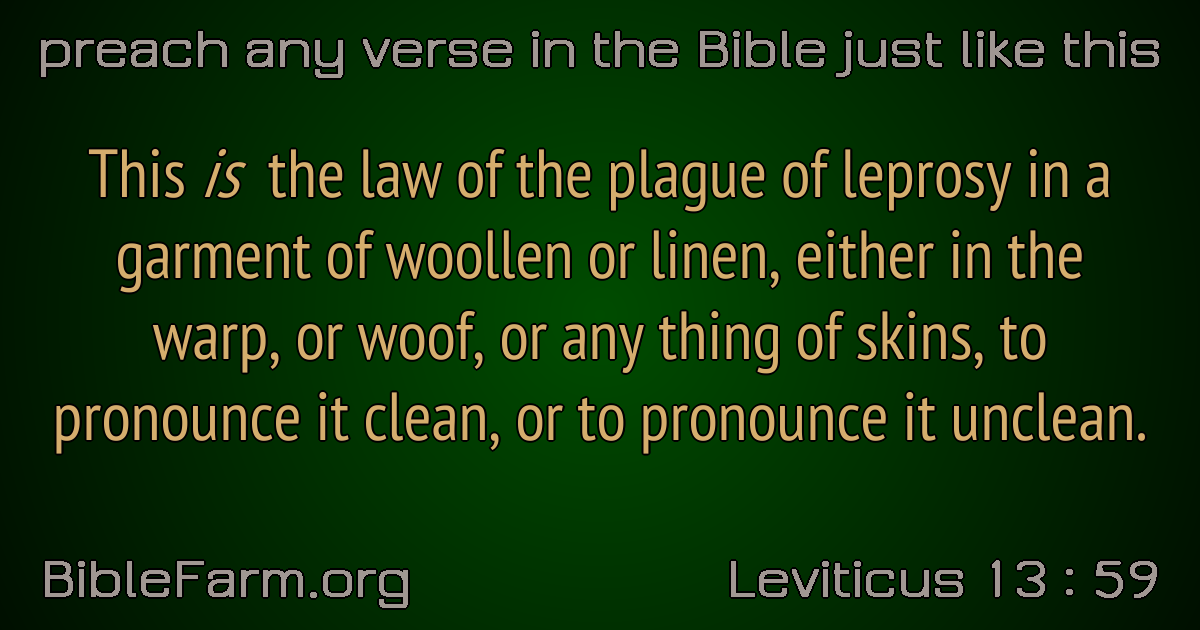 preach any verse in the Bible just like this
This is the law of the plague of leprosy in a
garment of woollen or linen, either in the
warp, or woof, or any thing of skins, to
pronounce it clean, or to pronounce it unclean.
BibleFarm.org
Leviticus 13 : 59